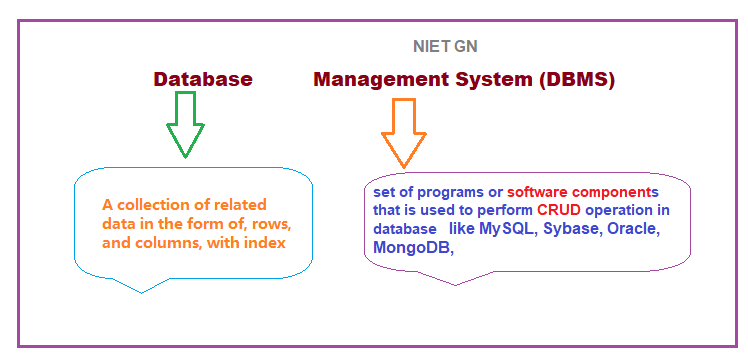 NIET GN
Database Management System (DBMS)
A collection of related
data in the form of, rows,
and columns, with index
set of programs or software components
that is used to perform CRUD operation in
database like MySQL, Sybase, Oracle,
MongoDB,